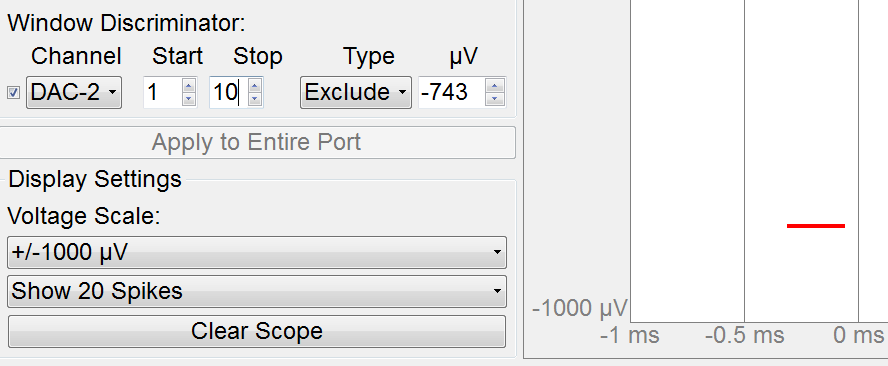 Window Discriminator:
Channel Start Stop Type µV
DAC-2 1 10 Exclude -743
Apply to Entire Port
Display Settings
Voltage Scale:
+/-1000 µV
Show 20 Spikes
Clear Scope
-1000 µV
-1 ms -0.5 ms 0 ms